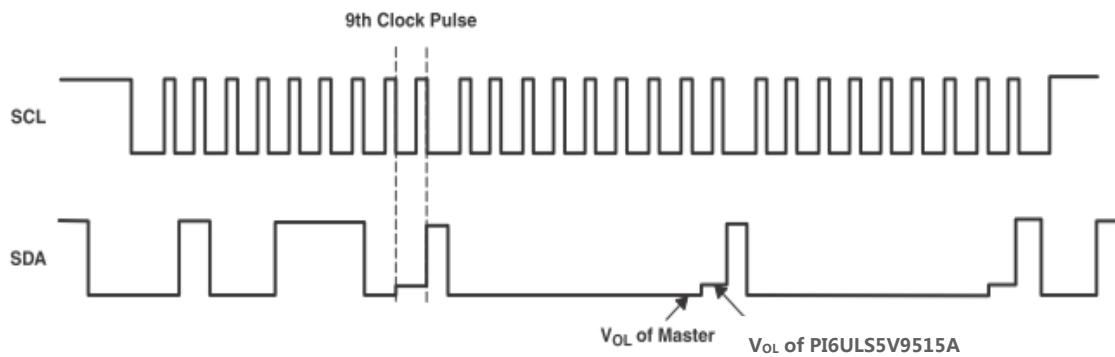 9th Clock Pulse
SCL
SDA
VOL of Master
VOL of PI6ULS5V9515A